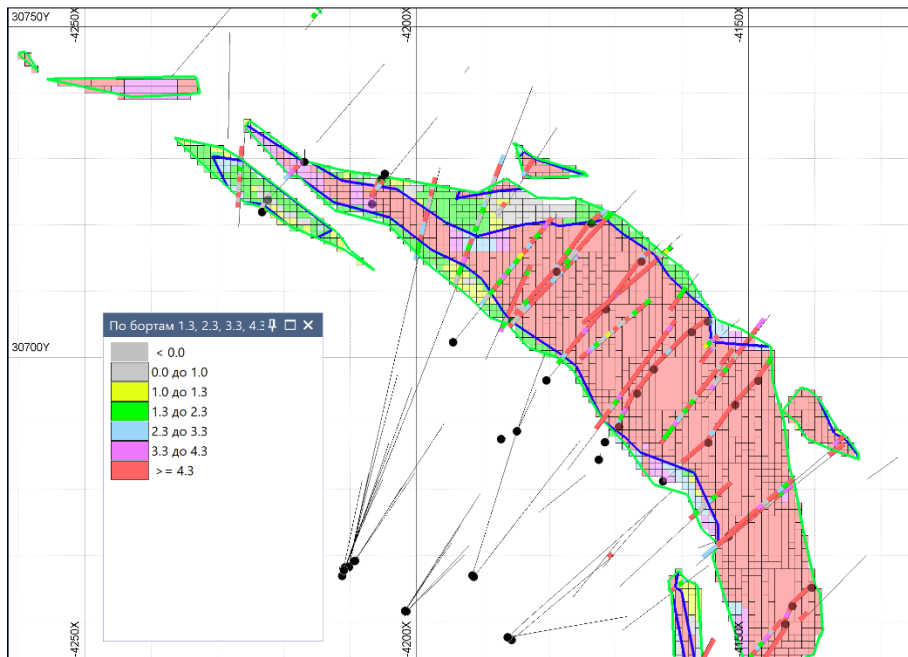 30750Y
-4250X
-4200X
-4150X
30700Y
По бортам 1.3, 2.3, 3.3, 4.3
< 0.0
0.0 до 1.0
1.0 до 1.3
1.3 до 2.3
2.3 до 3.3
3.3 до 4.3
>= 4.3
-4250X
-4200X
-4150X